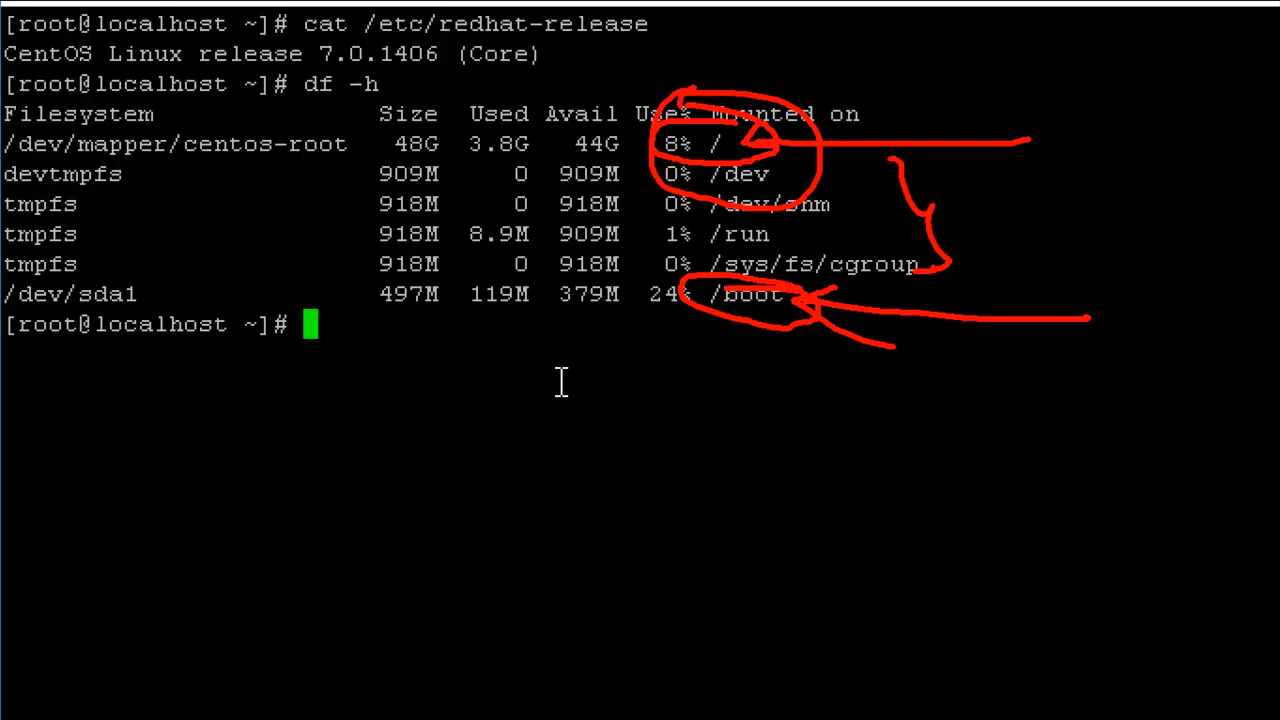 [root@localhost ~]# cat /etc/redhat-release
CentOS Linux release 7.0.1406 (Core)
[root@localhost ~]# df -h
Filesystem               Size  Used Avail Use% Mounted on
/dev/mapper/centos-root   48G  3.8G   44G   8% /
devtmpfs                 909M     0  909M   0% /dev
tmpfs                    918M     0  918M   0% /dev/shm
tmpfs                    918M  8.9M  909M   1% /run
tmpfs                    918M     0  918M   0% /sys/fs/cgroup
/dev/sda1                497M  119M  379M  24% /boot
[root@localhost ~]#